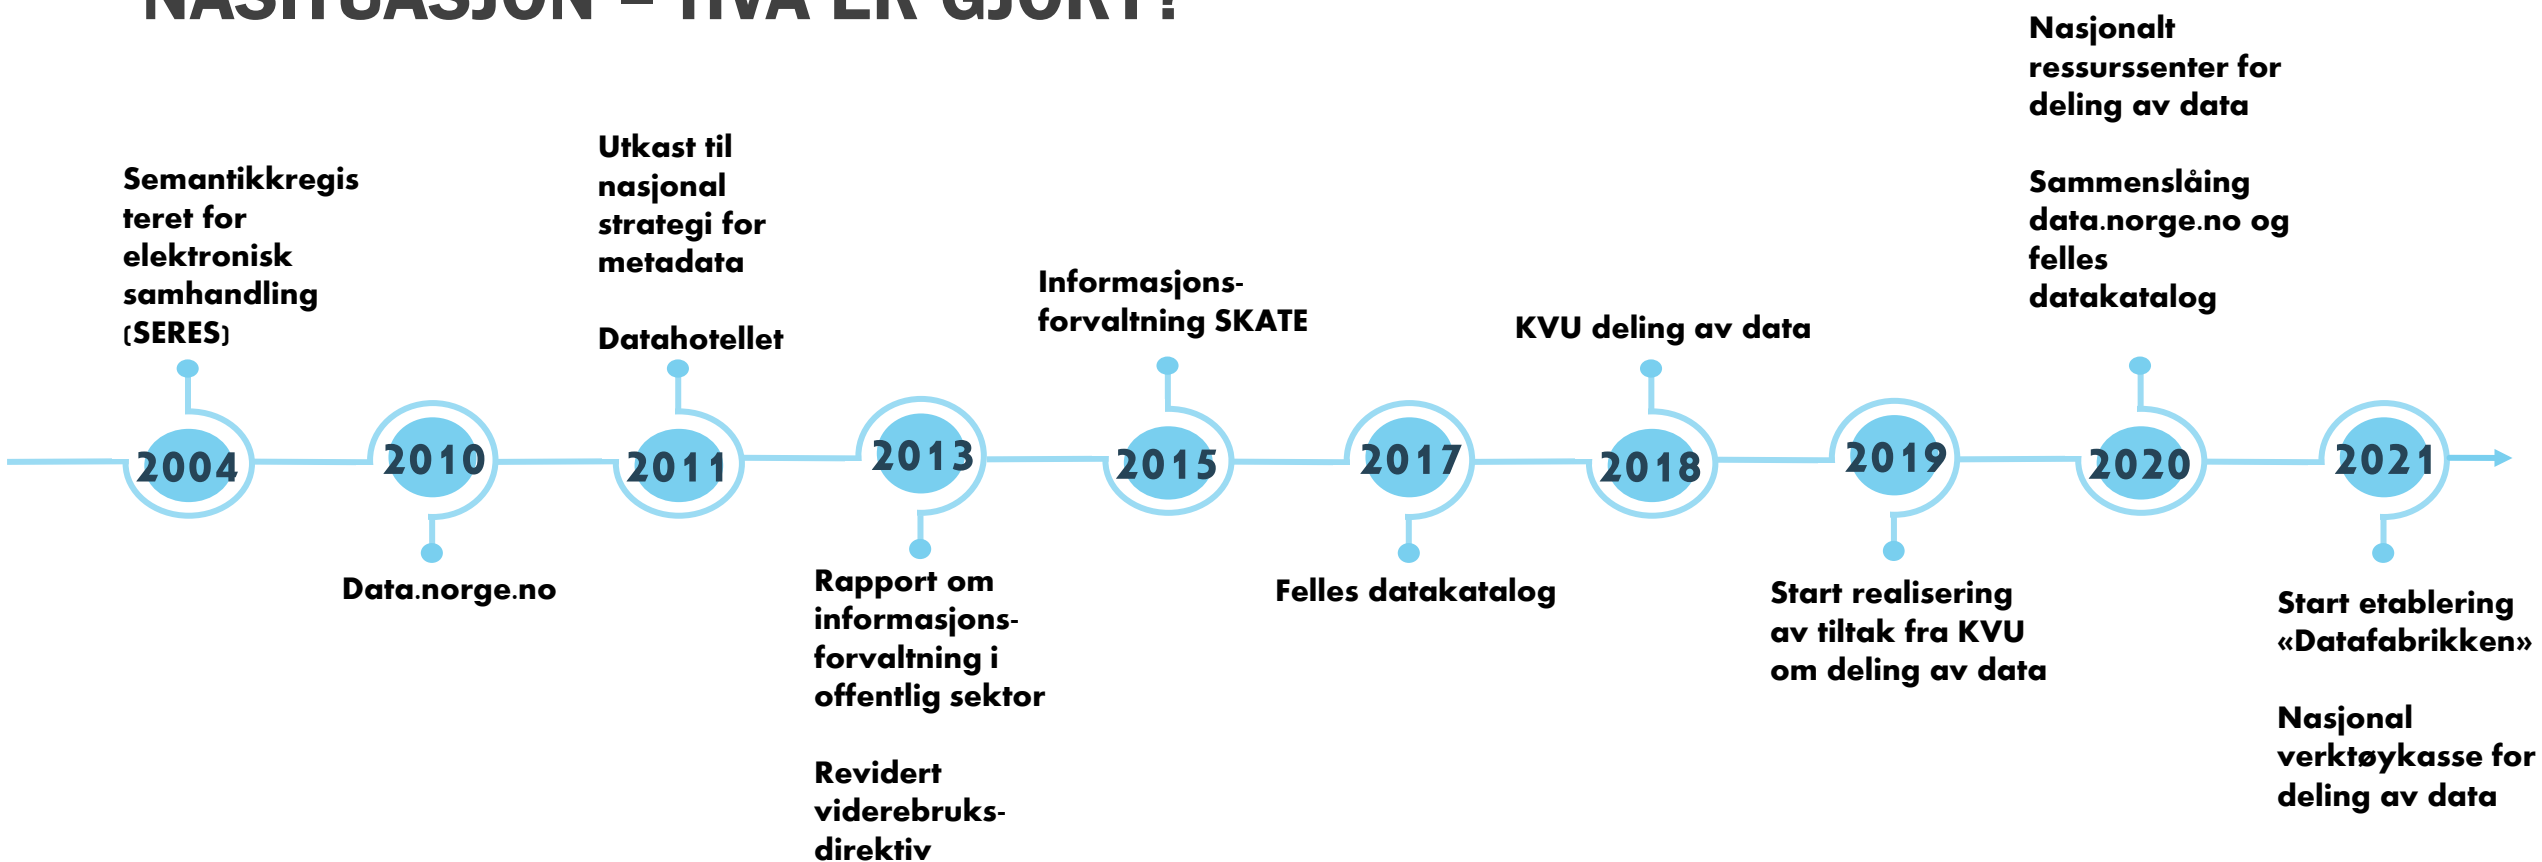 NÅSITUASJON – HVA ER GJORT?
Semantikkregis
teret for
elektronisk
samhandling
(SERES)
2004
2010
Data.norge.no
Utkast til
nasjonal
strategi for
metadata
Datahotellet
2011
2013
Rapport om
informasjons-
forvaltning i
offentlig sektor
Revidert
viderebruks-
direktiv
Informasjons-
forvaltning SKATE
2015
2017
Felles datakatalog
KVU deling av data
2018
2019
Start realisering
av tiltak fra KVU
om deling av data
Nasjonalt
ressurssenter for
deling av data
Sammenslåing
data.norge.no og
felles
datakatalog
2020
2021
Start etablering
«Datafabrikken»
Nasjonal
verktøykasse for
deling av data